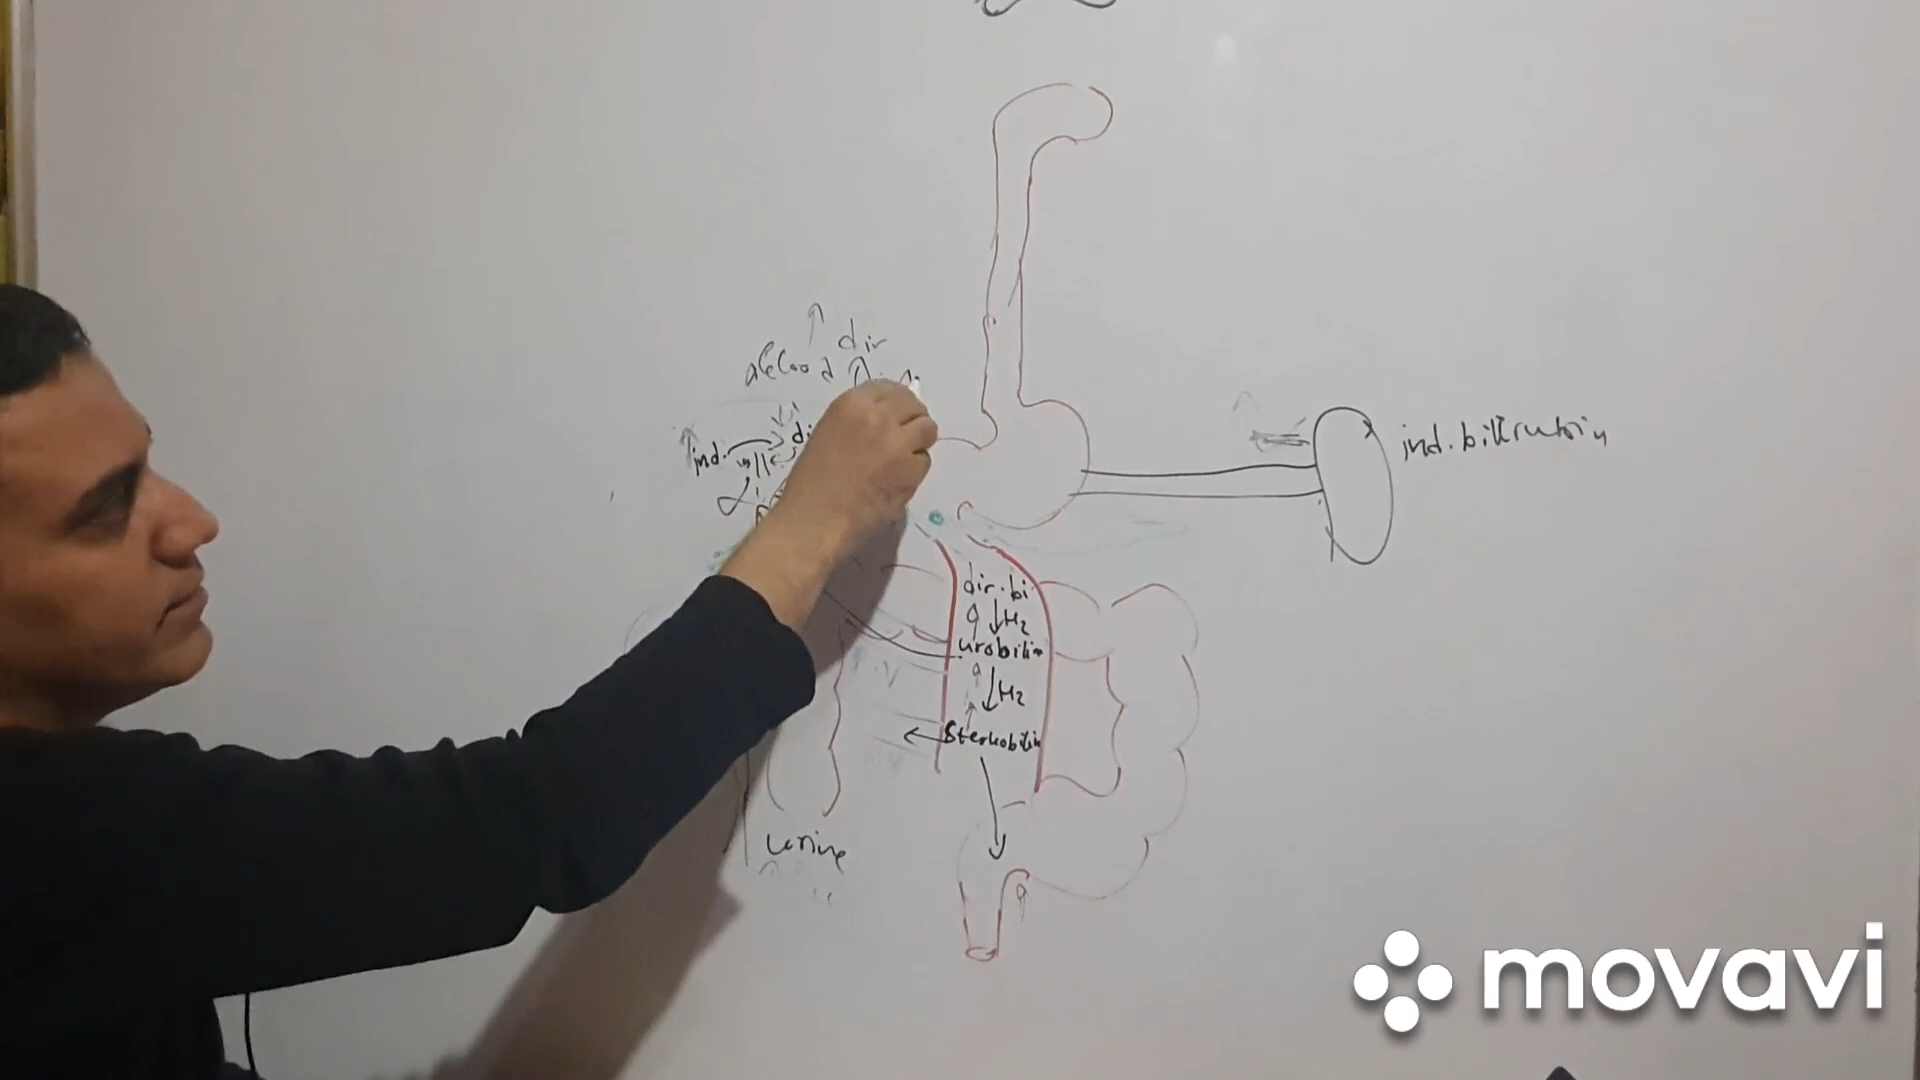 dir
ind. bilirubin
ind.
dir.bi
H2
urobilin
H2
Sterkobilin
urine
movavi